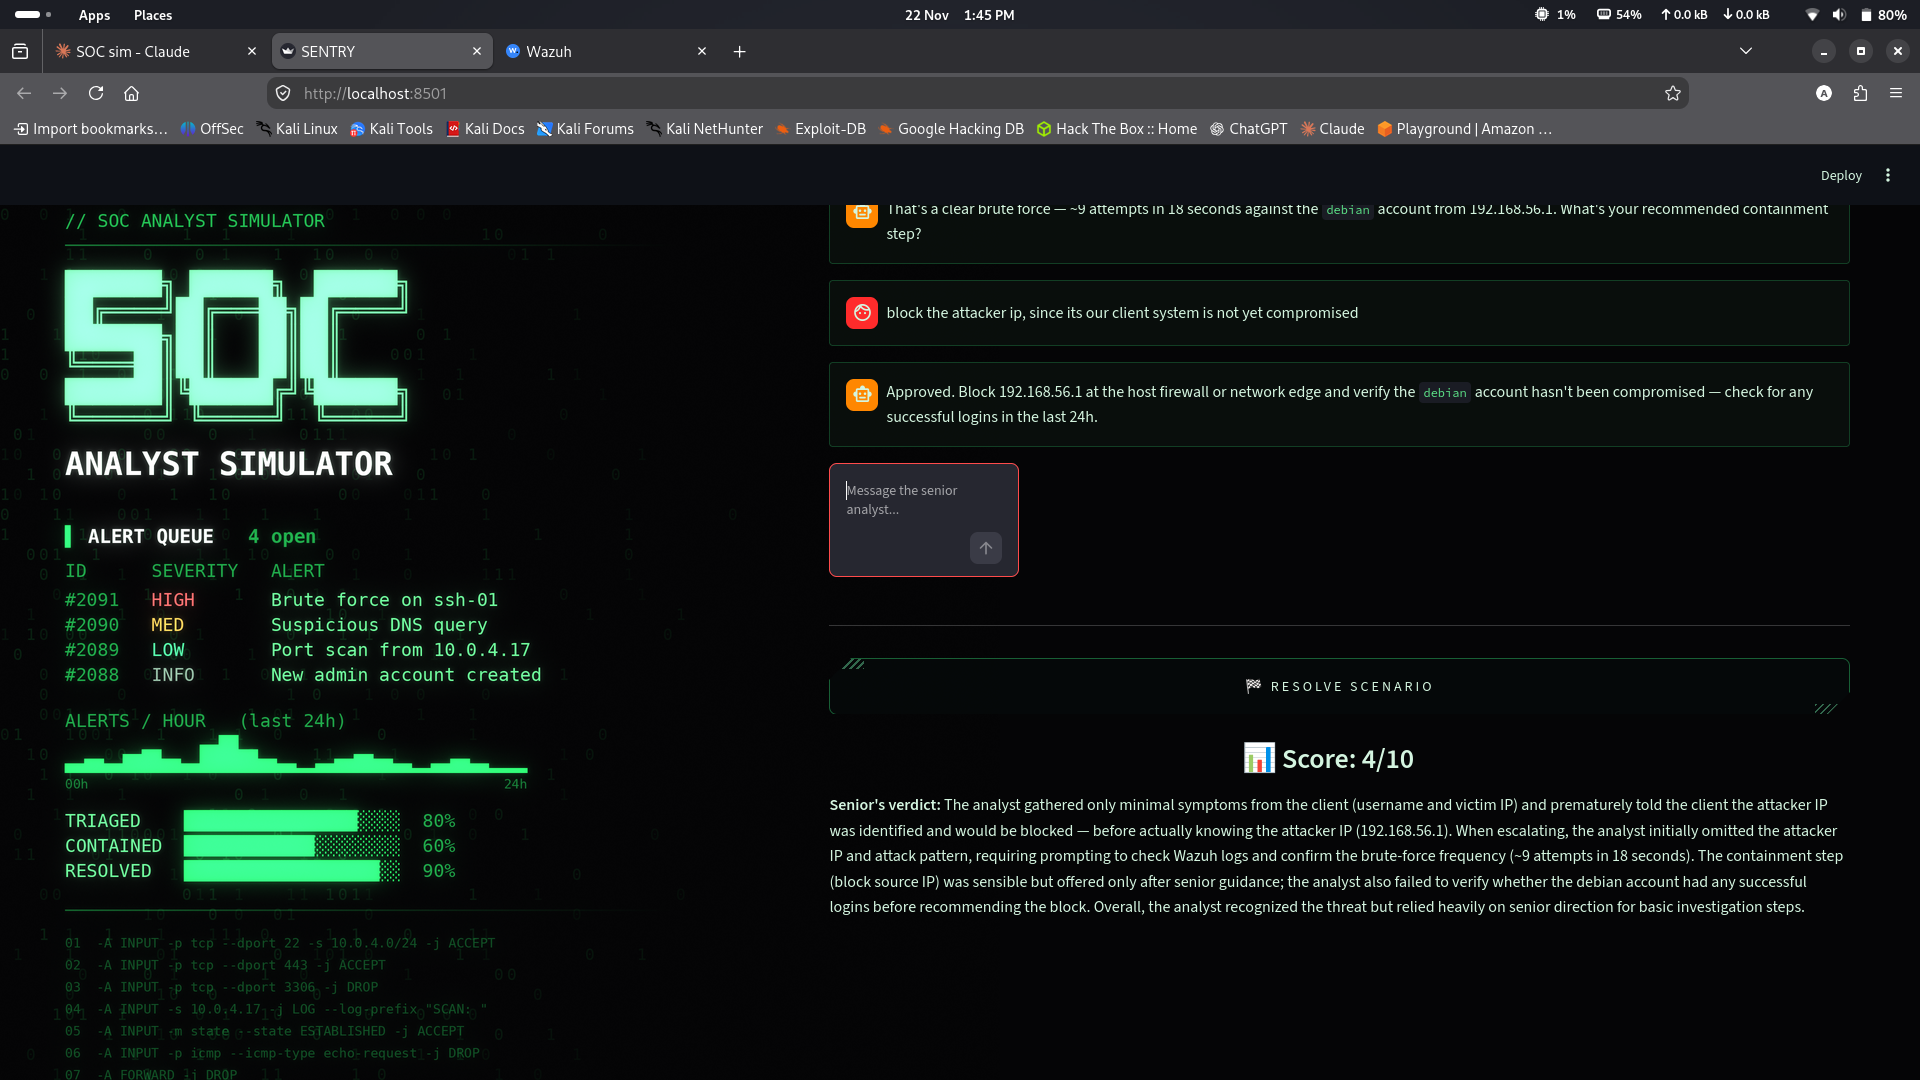 Apps Places 22 Nov 1:45 PM 1% 54% 0.0 kB 0.0 kB 80%
SOC sim - Claude SENTRY Wazuh
http://localhost:8501
Import bookmarks... OffSec Kali Linux Kali Tools Kali Docs Kali Forums Kali NetHunter Exploit-DB Google Hacking DB Hack The Box :: Home ChatGPT Claude Playground | Amazon ...
Deploy
// SOC ANALYST SIMULATOR
SOC
ANALYST SIMULATOR
ALERT QUEUE 4 open
ID SEVERITY ALERT
#2091 HIGH Brute force on ssh-01
#2090 MED Suspicious DNS query
#2089 LOW Port scan from 10.0.4.17
#2088 INFO New admin account created
ALERTS / HOUR (last 24h)
00h 24h
TRIAGED 80%
CONTAINED 60%
RESOLVED 90%
01 -A INPUT -p tcp --dport 22 -s 10.0.4.0/24 -j ACCEPT
02 -A INPUT -p tcp --dport 443 -j ACCEPT
03 -A INPUT -p tcp --dport 3306 -j DROP
04 -A INPUT -s 10.0.4.17 -j LOG --log-prefix "SCAN: "
05 -A INPUT -m state --state ESTABLISHED -j ACCEPT
06 -A INPUT -p icmp --icmp-type echo-request -j DROP
07 -A FORWARD -j DROP
That's a clear brute force — ~9 attempts in 18 seconds against the debian account from 192.168.56.1. What's your recommended containment
step?
block the attacker ip, since its our client system is not yet compromised
Approved. Block 192.168.56.1 at the host firewall or network edge and verify the debian account hasn't been compromised — check for any
successful logins in the last 24h.
Message the senior
analyst...
RESOLVE SCENARIO
Score: 4/10
Senior's verdict: The analyst gathered only minimal symptoms from the client (username and victim IP) and prematurely told the client the attacker IP
was identified and would be blocked — before actually knowing the attacker IP (192.168.56.1). When escalating, the analyst initially omitted the attacker
IP and attack pattern, requiring prompting to check Wazuh logs and confirm the brute-force frequency (~9 attempts in 18 seconds). The containment step
(block source IP) was sensible but offered only after senior guidance; the analyst also failed to verify whether the debian account had any successful
logins before recommending the block. Overall, the analyst recognized the threat but relied heavily on senior direction for basic investigation steps.